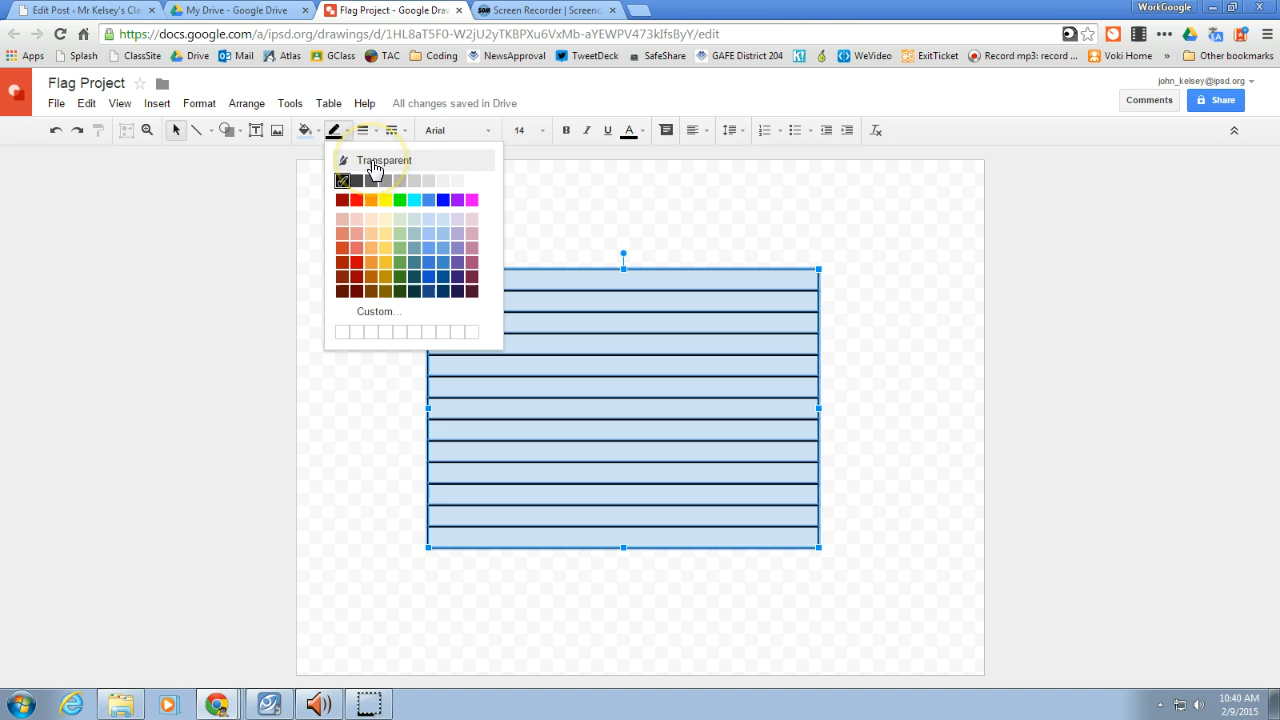 Edit Post ‹ Mr Kelsey's Cla
My Drive - Google Drive
Flag Project - Google Draw
Screen Recorder | Screenc
WorkGoogle
https://docs.google.com/a/ipsd.org/drawings/d/1HL8aT5P0-W2jU2yTKBPXu6VxMb-aYEWPV473kIfsByY/edit
Apps
Splash
ClassSite
Drive
Mail
Atlas
GClass
TAC
Coding
NewsApproval
TweetDeck
SafeShare
GAFE District 204
WeVideo
ExitTicket
Record mp3: record ...
Voki Home
»
Other bookmarks
Flag Project
john_kelsey@ipsd.org
File Edit View Insert Format Arrange Tools Table Help All changes saved in Drive
Comments
Share
Arial 14 B I U A
Transparent
Custom...
10:40 AM
2/9/2015